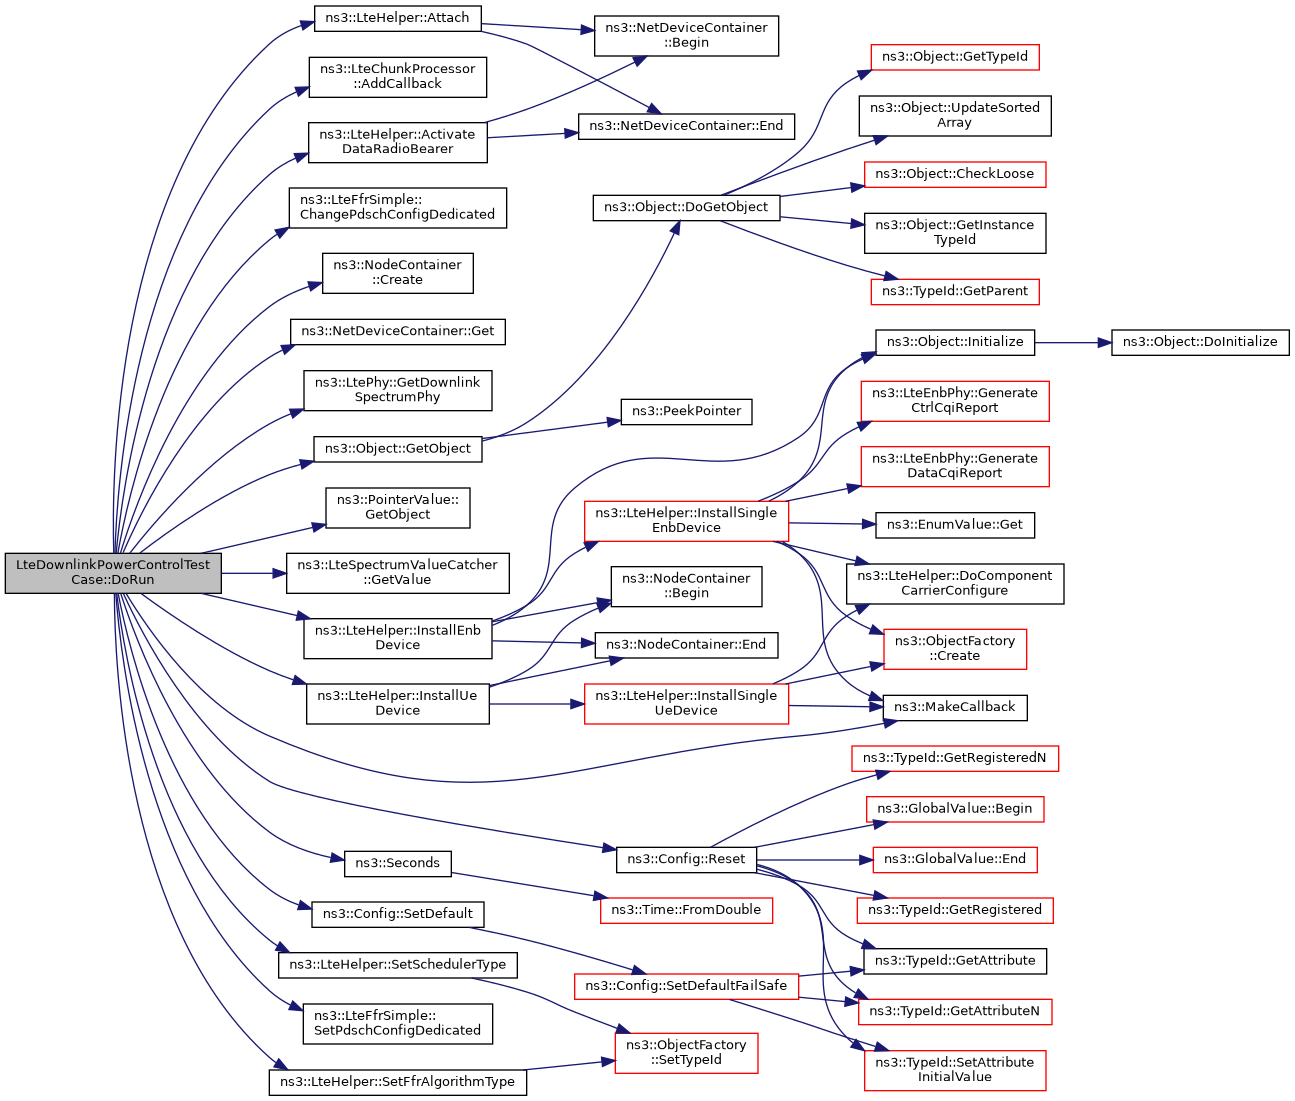 LteDownlinkPowerControlTest
Case::DoRun
ns3::LteHelper::Attach
ns3::LteChunkProcessor
::AddCallback
ns3::LteHelper::Activate
DataRadioBearer
ns3::LteFfrSimple::
ChangePdschConfigDedicated
ns3::NodeContainer
::Create
ns3::NetDeviceContainer::Get
ns3::LtePhy::GetDownlink
SpectrumPhy
ns3::Object::GetObject
ns3::PointerValue::
GetObject
ns3::LteSpectrumValueCatcher
::GetValue
ns3::LteHelper::InstallEnb
Device
ns3::LteHelper::InstallUe
Device
ns3::Seconds
ns3::Config::SetDefault
ns3::LteHelper::SetSchedulerType
ns3::LteFfrSimple::
SetPdschConfigDedicated
ns3::LteHelper::SetFfrAlgorithmType
ns3::NetDeviceContainer
::Begin
ns3::NetDeviceContainer::End
ns3::Object::DoGetObject
ns3::PeekPointer
ns3::LteHelper::InstallSingle
EnbDevice
ns3::NodeContainer
::Begin
ns3::NodeContainer::End
ns3::LteHelper::InstallSingle
UeDevice
ns3::Config::Reset
ns3::Time::FromDouble
ns3::Config::SetDefaultFailSafe
ns3::ObjectFactory
::SetTypeId
ns3::Object::GetTypeId
ns3::Object::UpdateSorted
Array
ns3::Object::CheckLoose
ns3::Object::GetInstance
TypeId
ns3::TypeId::GetParent
ns3::Object::Initialize
ns3::LteEnbPhy::Generate
CtrlCqiReport
ns3::LteEnbPhy::Generate
DataCqiReport
ns3::EnumValue::Get
ns3::LteHelper::DoComponent
CarrierConfigure
ns3::ObjectFactory
::Create
ns3::MakeCallback
ns3::TypeId::GetRegisteredN
ns3::GlobalValue::Begin
ns3::GlobalValue::End
ns3::TypeId::GetRegistered
ns3::TypeId::GetAttribute
ns3::TypeId::GetAttributeN
ns3::TypeId::SetAttribute
InitialValue
ns3::Object::DoInitialize